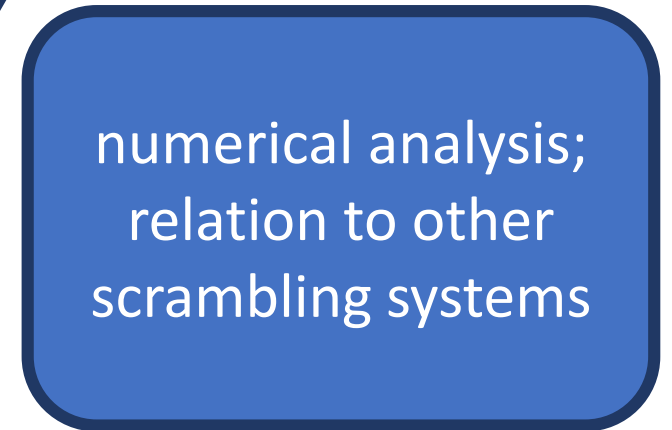 numerical analysis;
relation to other
scrambling systems